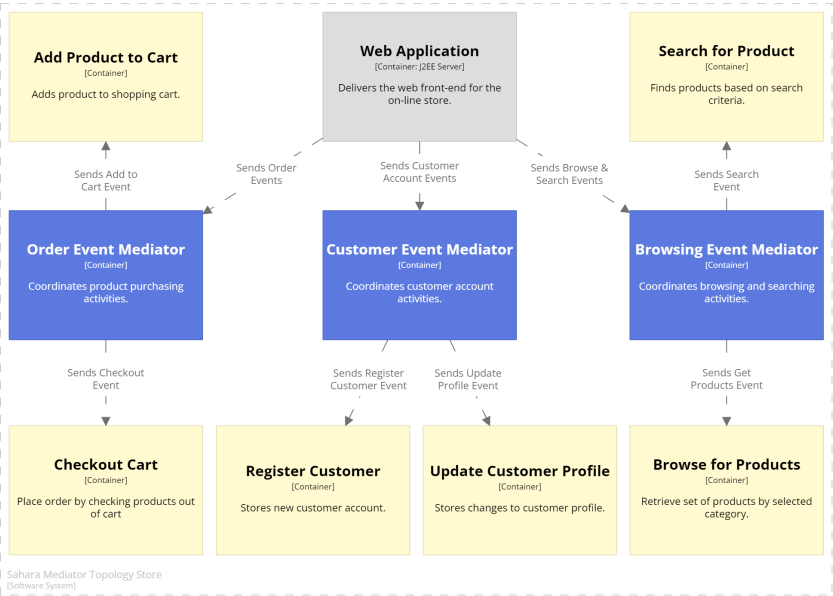 Add Product to Cart
[Container]
Adds product to shopping cart.
Web Application
[Container: J2EE Server]
Delivers the web front-end for the
on-line store.
Search for Product
[Container]
Finds products based on search
criteria.
Sends Add to
Cart Event
Sends Order
Events
Sends Customer
Account Events
Sends Browse &
Search Events
Sends Search
Event
Order Event Mediator
[Container]
Coordinates product purchasing
activities.
Customer Event Mediator
[Container]
Coordinates customer account
activities.
Browsing Event Mediator
[Container]
Coordinates browsing and searching
activities.
Sends Checkout
Event
Sends Register
Customer Event
Sends Update
Profile Event
Sends Get
Products Event
Checkout Cart
[Container]
Place order by checking products out
of cart
Register Customer
[Container]
Stores new customer account.
Update Customer Profile
[Container]
Stores changes to customer profile.
Browse for Products
[Container]
Retrieve set of products by selected
category.
Sahara Mediator Topology Store
[Software System]